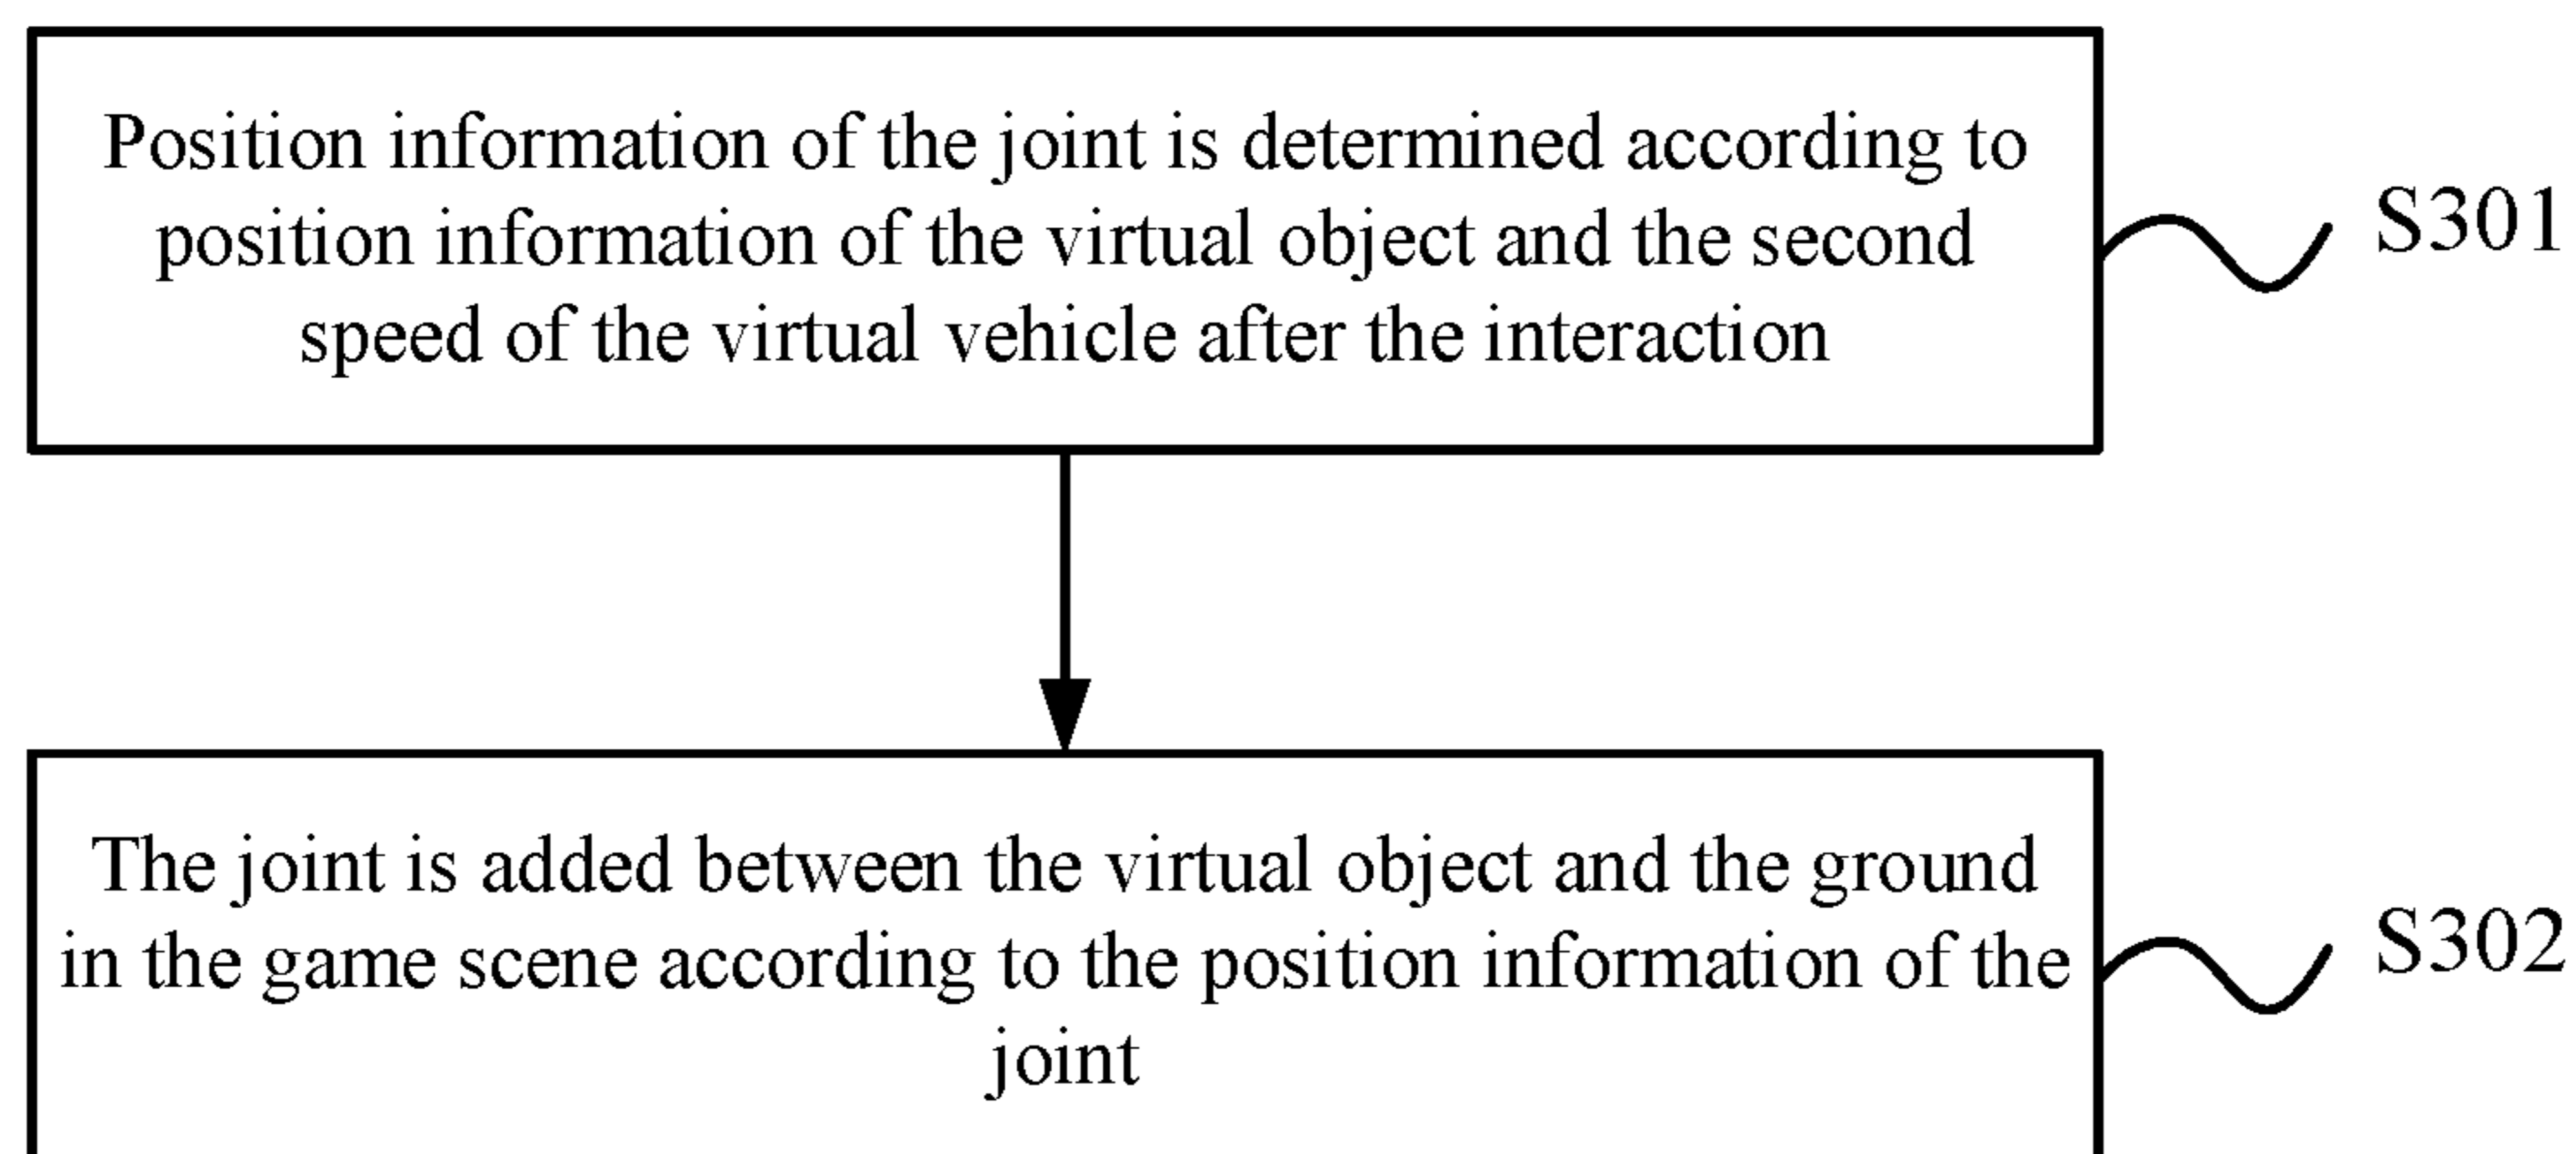 Position information of the joint is determined according to
position information of the virtual object and the second
speed of the virtual vehicle after the interaction
S301
The joint is added between the virtual object and the ground
in the game scene according to the position information of the
joint
S302